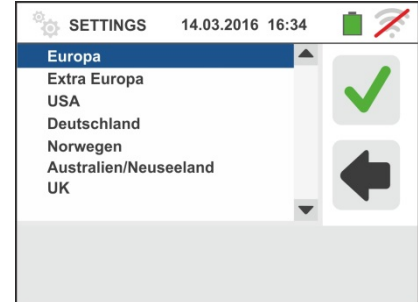 SETTINGS 14.03.2016 16:34
Europa
Extra Europa
USA
Deutschland
Norwegen
Australien/Neuseeland
UK